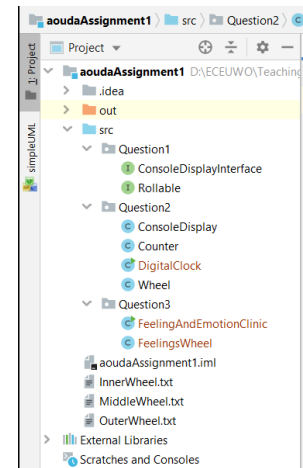 aoudaAssignment1 src Question2
1: Project
simpleUML
Project
aoudaAssignment1 D:\ECEUWO\Teaching
.idea
out
src
Question1
ConsoleDisplayInterface
Rollable
Question2
ConsoleDisplay
Counter
DigitalClock
Wheel
Question3
FeelingAndEmotionClinic
FeelingsWheel
aoudaAssignment1.iml
InnerWheel.txt
MiddleWheel.txt
OuterWheel.txt
External Libraries
Scratches and Consoles